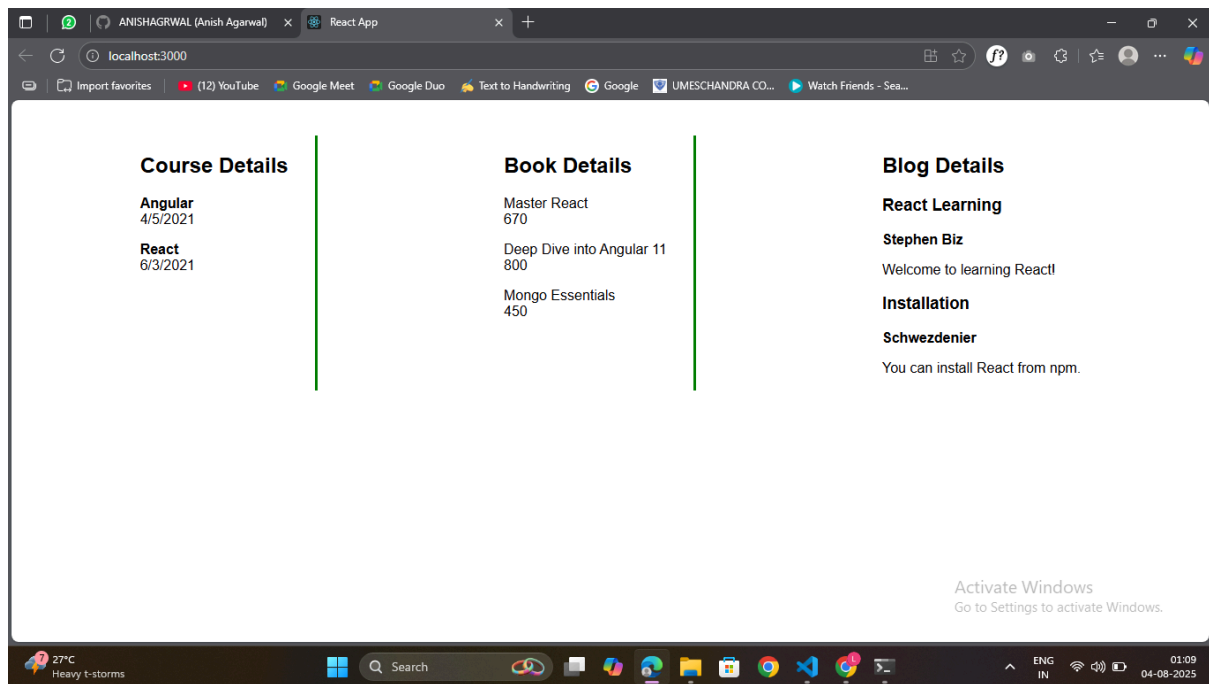 2
ANISHAGRWAL (Anish Agarwal)
React App
localhost:3000
f?
Import favorites
(12) YouTube
Google Meet
Google Duo
Text to Handwriting
Google
UMESCHANDRA CO...
Watch Friends - Sea...
Course Details
Angular
4/5/2021
React
6/3/2021
Book Details
Master React
670
Deep Dive into Angular 11
800
Mongo Essentials
450
Blog Details
React Learning
Stephen Biz
Welcome to learning React!
Installation
Schwezdenier
You can install React from npm.
Activate Windows
Go to Settings to activate Windows.
7
27°C
Heavy t-storms
Search
L
ENG
IN
01:09
04-08-2025